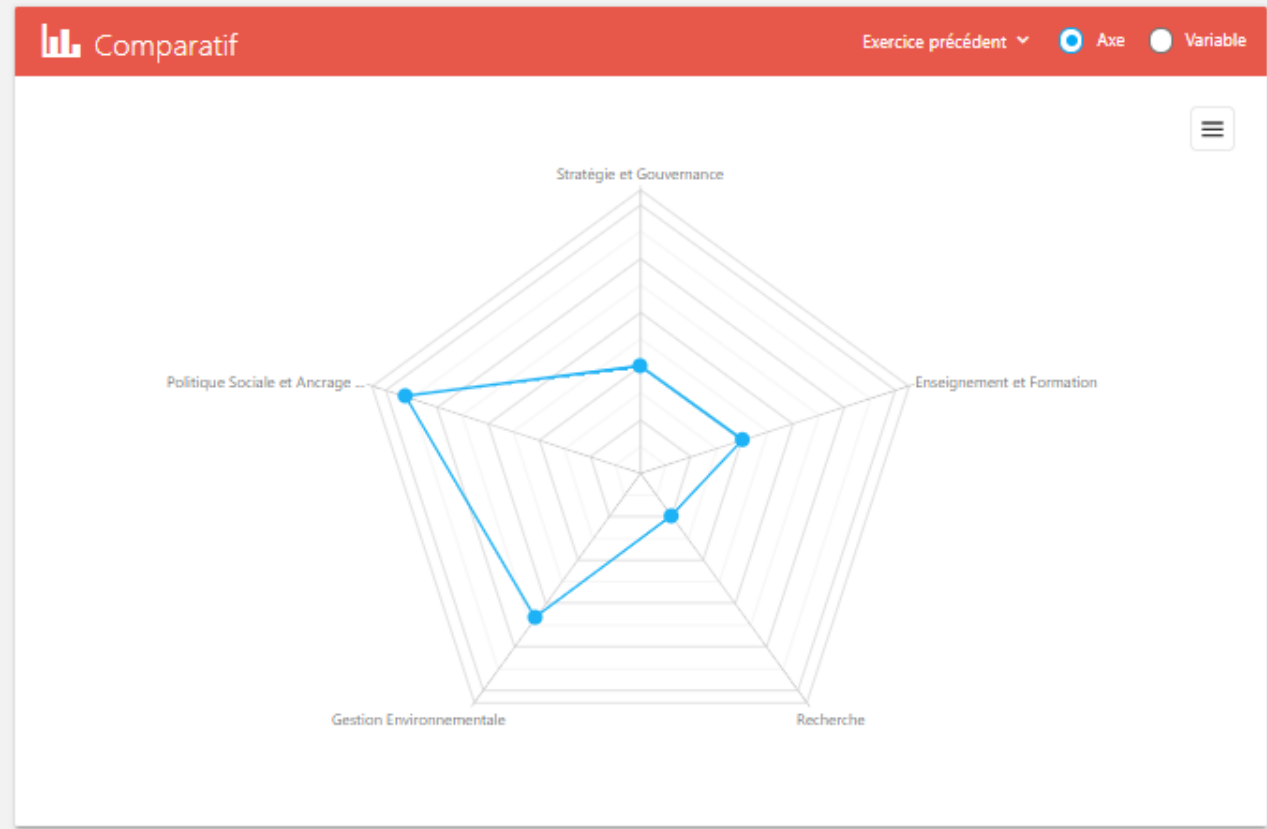 Comparatif
Exercice précédent
Axe
Variable
Stratégie et Gouvernance
Politique Sociale et Ancrage ...
Enseignement et Formation
Gestion Environnementale
Recherche